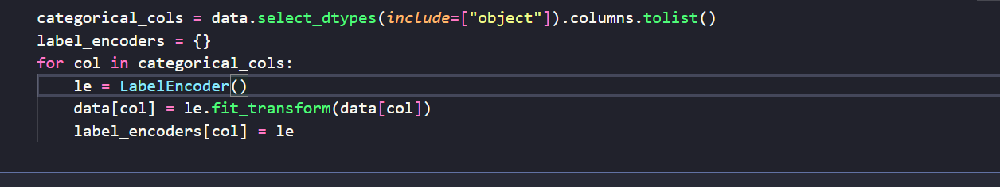 categorical_cols = data.select_dtypes(include=["object"]).columns.tolist()
label_encoders = {}
for col in categorical_cols:
    le = LabelEncoder()
    data[col] = le.fit_transform(data[col])
    label_encoders[col] = le